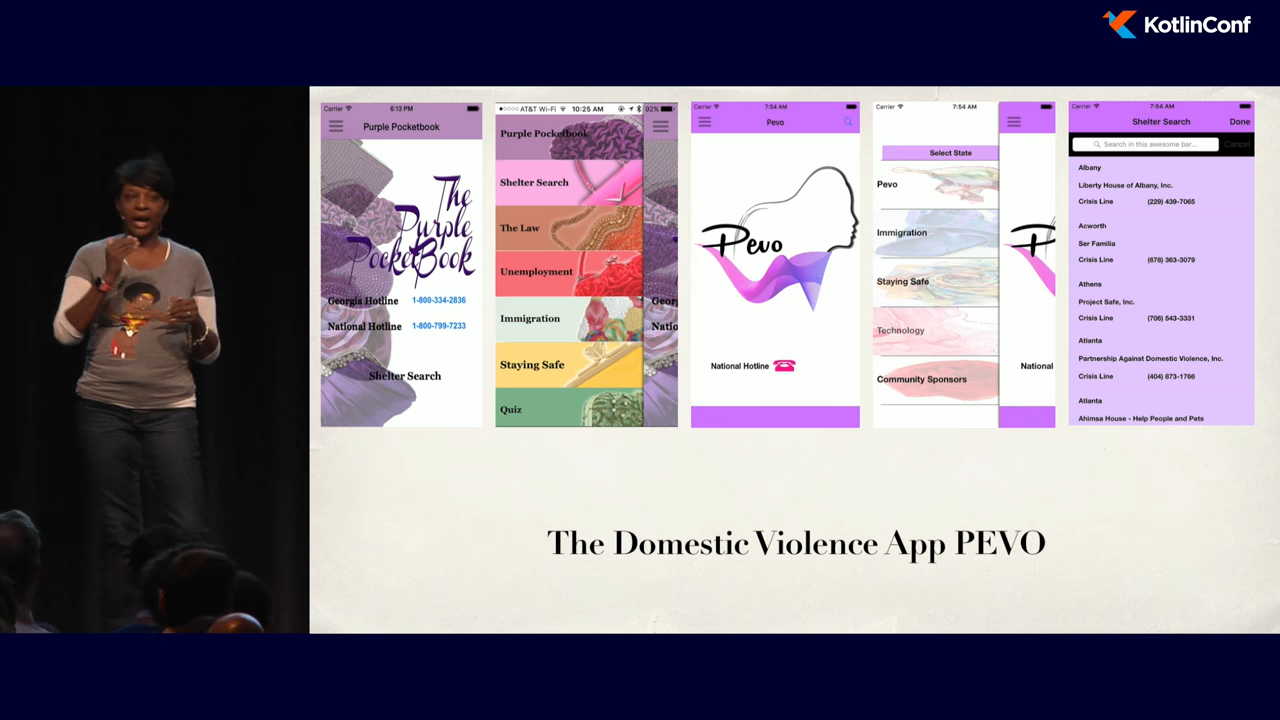 KotlinConf
Carrier 6:13 PM
Purple Pocketbook
The
Purple
PocketBook
Georgia Hotline 1-800-334-2836
National Hotline 1-800-799-7233
Shelter Search
AT&T Wi-Fi 10:25 AM 92%
Purple Pocketbook
Shelter Search
The Law
Unemployment
Immigration
Staying Safe
Quiz
Georg
Natio
Carrier 7:54 AM
Pevo
Pevo
National Hotline
Carrier 7:54 AM
Select State
Pevo
Immigration
Staying Safe
Technology
Community Sponsors
National
Carrier 7:54 AM
Shelter Search Done
Search in this awesome bar... Cancel
Albany
Liberty House of Albany, Inc.
Crisis Line (229) 439-7065
Acworth
Ser Familia
Crisis Line (678) 363-3079
Athens
Project Safe, Inc.
Crisis Line (706) 543-3331
Atlanta
Partnership Against Domestic Violence, Inc.
Crisis Line (404) 873-1766
Atlanta
Ahimsa House - Help People and Pets
The Domestic Violence App PEVO